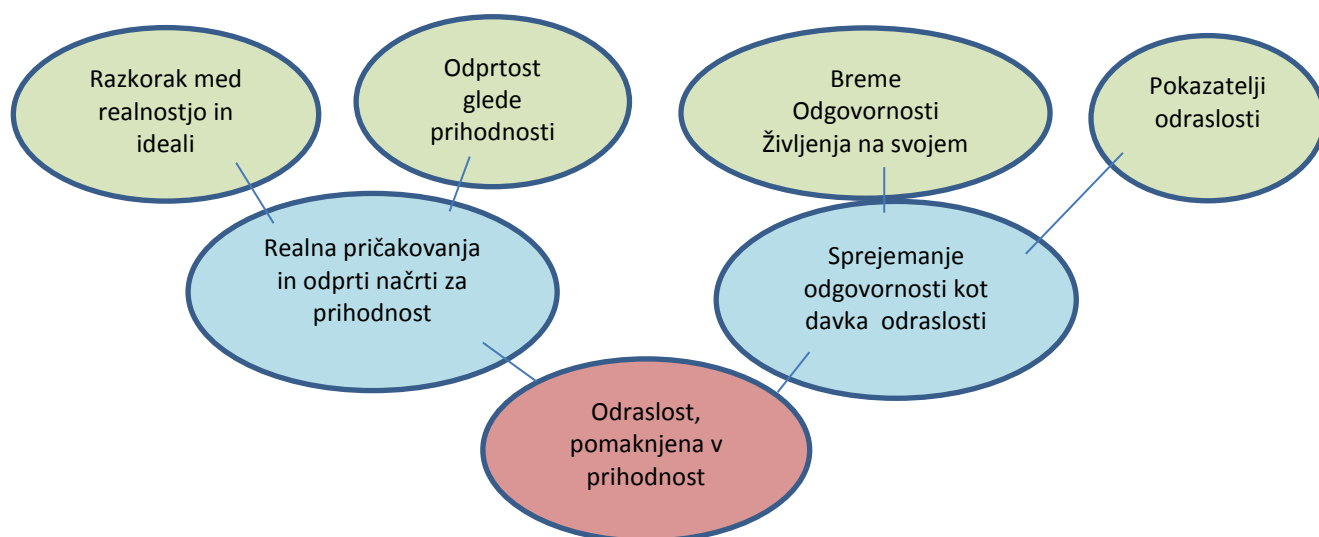 Razkorak med
realnostjo in
ideali
Odprtost
glede
prihodnosti
Breme
Odgovornosti
Življenja na svojem
Pokazatelji
odraslosti
Realna pričakovanja
in odprti načrti za
prihodnost
Sprejemanje
odgovornosti kot
davka odraslosti
Odraslost,
pomaknjena v
prihodnost